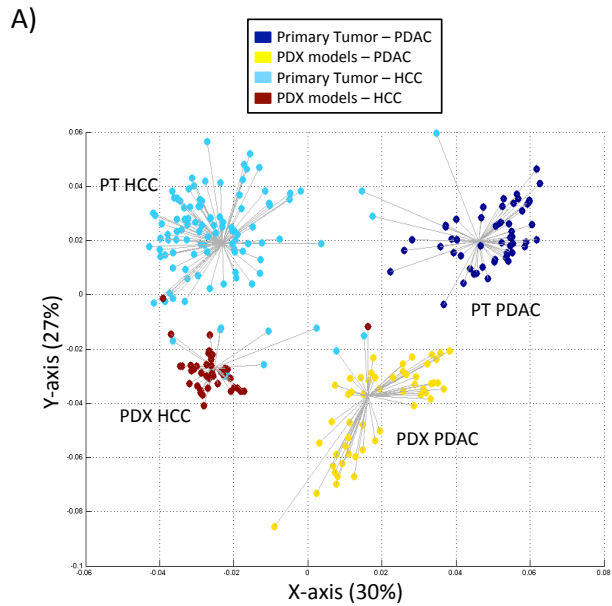 A)
Primary Tumor – PDAC
PDX models – PDAC
Primary Tumor – HCC
PDX models – HCC
0.06
PT HCC
0.04
0.02
0
PT PDAC
-0.02
Y-axis (27%)
-0.04
PDX HCC
PDX PDAC
-0.06
-0.08
-0.1
-0.06
-0.04
-0.02
0
0.02
0.04
0.06
0.08
X-axis (30%)